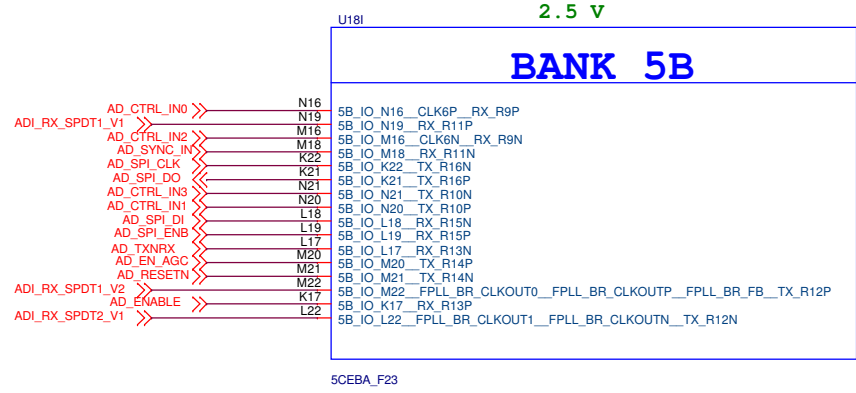 2.5 V
U18I
BANK 5B
AD_CTRL_IN0 N16 5B_IO_N16__CLK6P__RX_R9P
ADI_RX_SPDT1_V1 N19 5B_IO_N19__RX_R11P
AD_CTRL_IN2 M16 5B_IO_M16__CLK6N__RX_R9N
AD_SYNC_IN M18 5B_IO_M18__RX_R11N
AD_SPI_CLK K22 5B_IO_K22__TX_R16N
AD_SPI_DO K21 5B_IO_K21__TX_R16P
AD_CTRL_IN3 N21 5B_IO_N21__TX_R10N
AD_CTRL_IN1 N20 5B_IO_N20__TX_R10P
AD_SPI_DI L18 5B_IO_L18__RX_R15N
AD_SPI_ENB L19 5B_IO_L19__RX_R15P
AD_TXNRX L17 5B_IO_L17__RX_R13N
AD_EN_AGC M20 5B_IO_M20__TX_R14P
AD_RESETN M21 5B_IO_M21__TX_R14N
ADI_RX_SPDT1_V2 M22 5B_IO_M22__FPLL_BR_CLKOUT0__FPLL_BR_CLKOUTP__FPLL_BR_FB__TX_R12P
AD_ENABLE K17 5B_IO_K17__RX_R13P
ADI_RX_SPDT2_V1 L22 5B_IO_L22__FPLL_BR_CLKOUT1__FPLL_BR_CLKOUTN__TX_R12N
5CEBA_F23